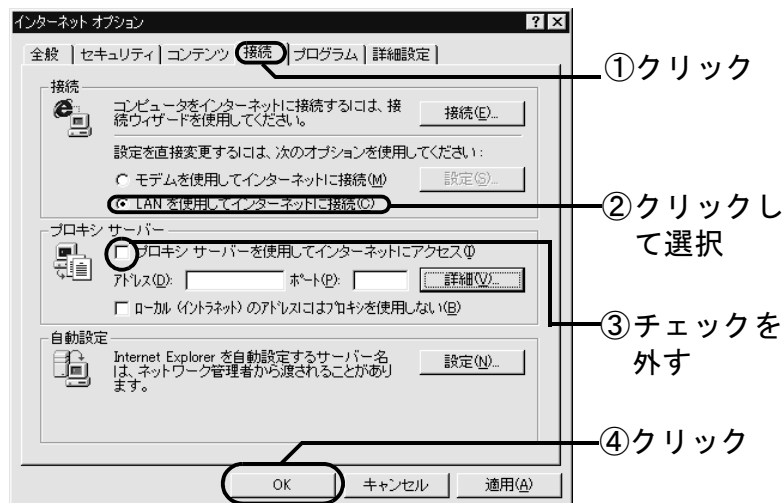 インターネット オプション
全般
セキュリティ
コンテンツ
接続
プログラム
詳細設定
①クリック
接続
コンピュータをインターネットに接続するには、接
続ウィザードを使用してください。
接続(E)...
設定を直接変更するには、次のオプションを使用してください:
モデムを使用してインターネットに接続(M)
設定(S)...
LAN を使用してインターネットに接続(C)
②クリックし
て選択
プロキシ サーバー
プロキシ サーバーを使用してインターネットにアクセス(I)
アドレス(D):
ポート(P):
詳細(V)...
ローカル (イントラネット) のアドレスにはプロキシを使用しない(B)
③チェックを
外す
自動設定
Internet Explorer を自動設定するサーバー名
は、ネットワーク管理者から渡されることがあり
ます。
設定(N)...
④クリック
OK
キャンセル
適用(A)